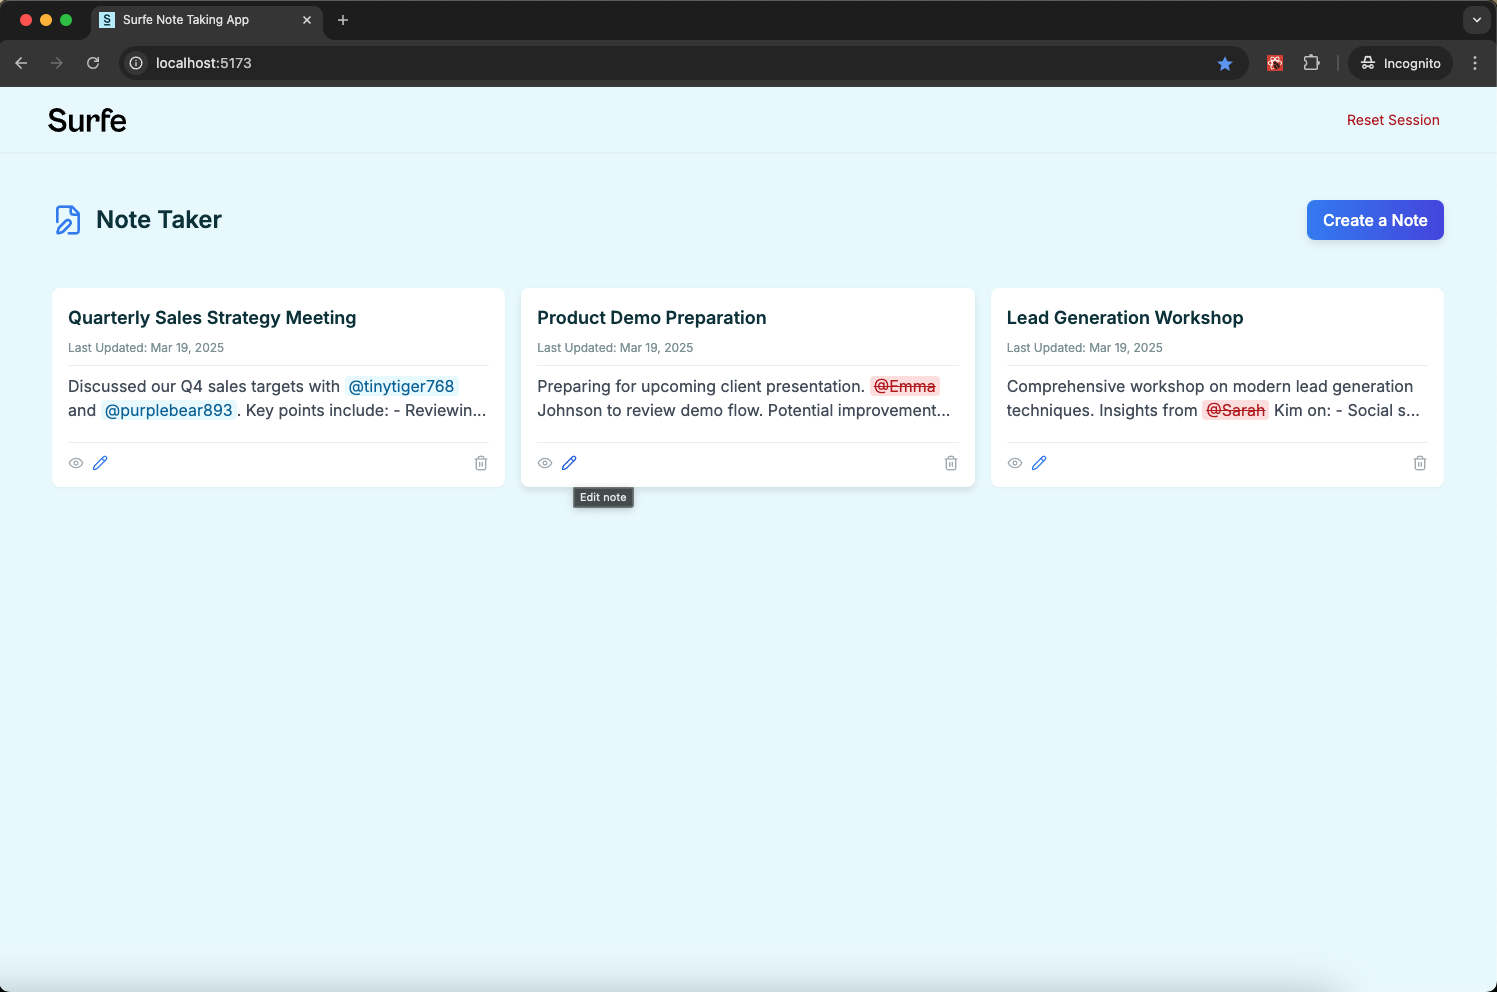 Surfe Note Taking App
localhost:5173
Incognito
Surfe
Reset Session
Note Taker
Create a Note
Quarterly Sales Strategy Meeting
Last Updated: Mar 19, 2025
Discussed our Q4 sales targets with @tinytiger768
and @purplebear893 . Key points include: - Reviewin...
Product Demo Preparation
Last Updated: Mar 19, 2025
Preparing for upcoming client presentation. @Emma
Johnson to review demo flow. Potential improvement...
Edit note
Lead Generation Workshop
Last Updated: Mar 19, 2025
Comprehensive workshop on modern lead generation
techniques. Insights from @Sarah Kim on: - Social s...